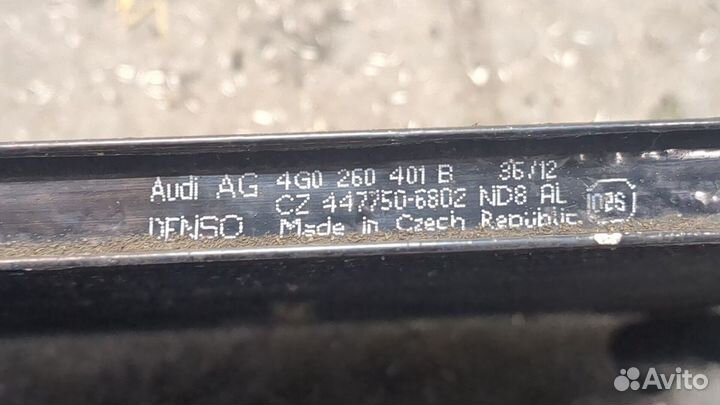 Audi AG 4G0 260 401 B 36/12
CZ 447750-6802 ND8 AL
DENSO Made in Czech Republic
Avito